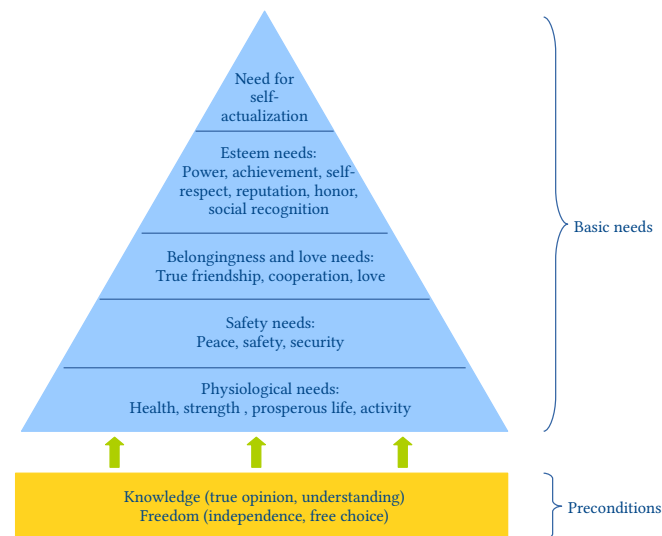 Need for
self-
actualization
Esteem needs:
Power, achievement, self-
respect, reputation, honor,
social recognition
Belongingness and love needs:
True friendship, cooperation, love
Safety needs:
Peace, safety, security
Physiological needs:
Health, strength , prosperous life, activity
Basic needs
Knowledge (true opinion, understanding)
Freedom (independence, free choice)
Preconditions